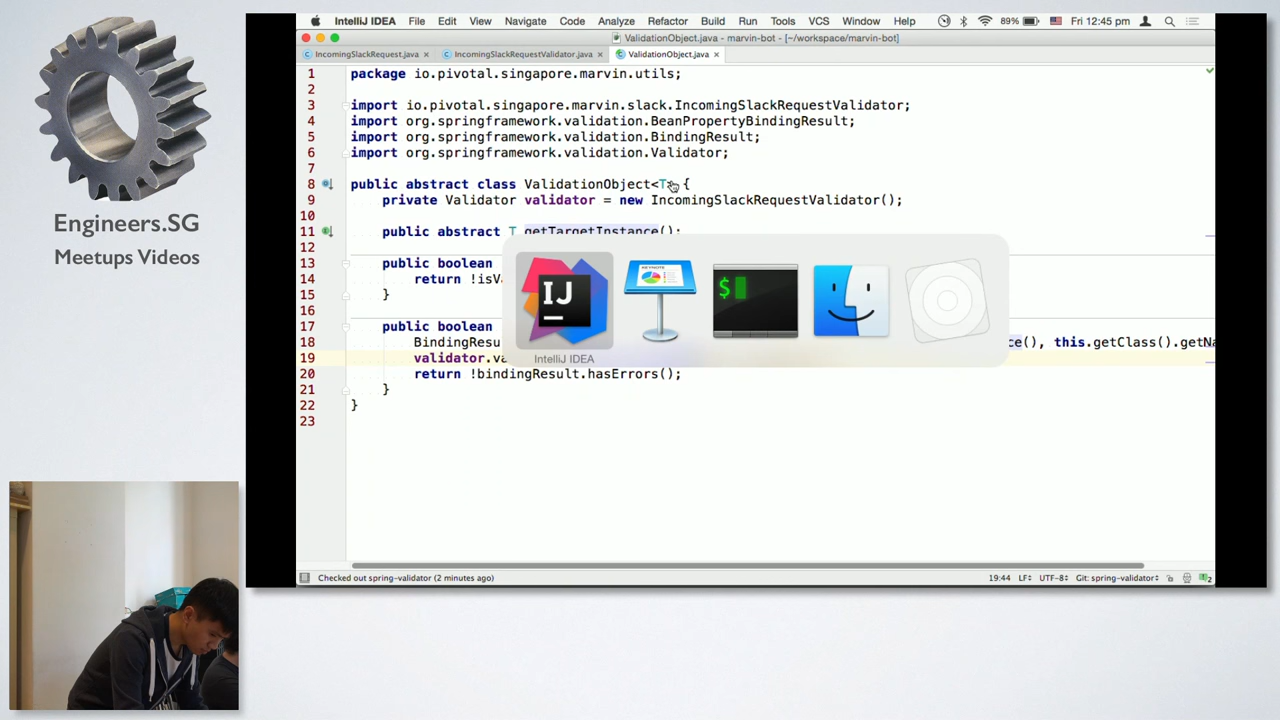 IntelliJ IDEA File Edit View Navigate Code Analyze Refactor Build Run Tools VCS Window Help 89% Fri 12:45 pm
ValidationObject.java - marvin-bot - [~/workspace/marvin-bot]
IncomingSlackRequest.java IncomingSlackRequestValidator.java ValidationObject.java
1 package io.pivotal.singapore.marvin.utils;
2
3 import io.pivotal.singapore.marvin.slack.IncomingSlackRequestValidator;
4 import org.springframework.validation.BeanPropertyBindingResult;
5 import org.springframework.validation.BindingResult;
6 import org.springframework.validation.Validator;
7
8 public abstract class ValidationObject<T> {
9 private Validator validator = new IncomingSlackRequestValidator();
10
11 public abstract T getTargetInstance();
12
13 public boolean
14 return !isVa
15 }
16
17 public boolean
18 BindingResu ce(), this.getClass().getNa
19 validator.va
20 return !bindingResult.hasErrors();
21 }
22 }
23
IJ
KEYNOTE
$
IntelliJ IDEA
Checked out spring-validator (2 minutes ago) 19:44 LF÷ UTF-8÷ Git: spring-validator÷ 2
Engineers.SG
Meetups Videos